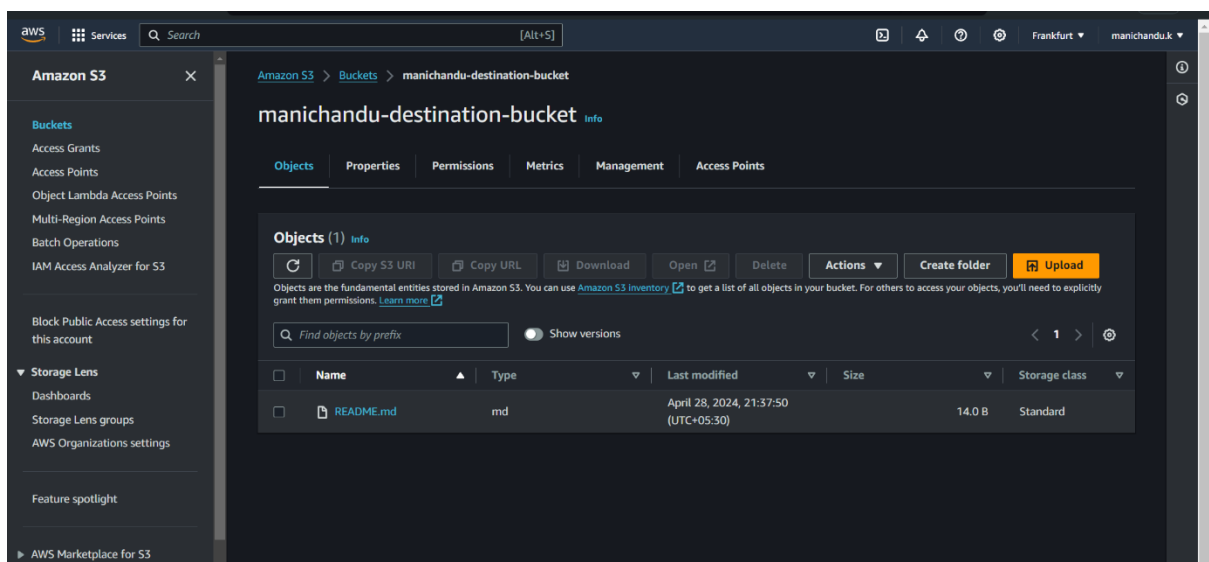 aws
Services
Search
[Alt+S]
Frankfurt
manichandu.k
Amazon S3
Buckets
Access Grants
Access Points
Object Lambda Access Points
Multi-Region Access Points
Batch Operations
IAM Access Analyzer for S3
Block Public Access settings for
this account
Storage Lens
Dashboards
Storage Lens groups
AWS Organizations settings
Feature spotlight
AWS Marketplace for S3
Amazon S3 > Buckets > manichandu-destination-bucket
manichandu-destination-bucket Info
Objects Properties Permissions Metrics Management Access Points
Objects (1) Info
Copy S3 URI Copy URL Download Open Delete Actions Create folder Upload
Objects are the fundamental entities stored in Amazon S3. You can use Amazon S3 inventory to get a list of all objects in your bucket. For others to access your objects, you'll need to explicitly
grant them permissions. Learn more
Find objects by prefix
Show versions
< 1 >
Name Type Last modified Size Storage class
README.md md April 28, 2024, 21:37:50 14.0 B Standard
(UTC+05:30)